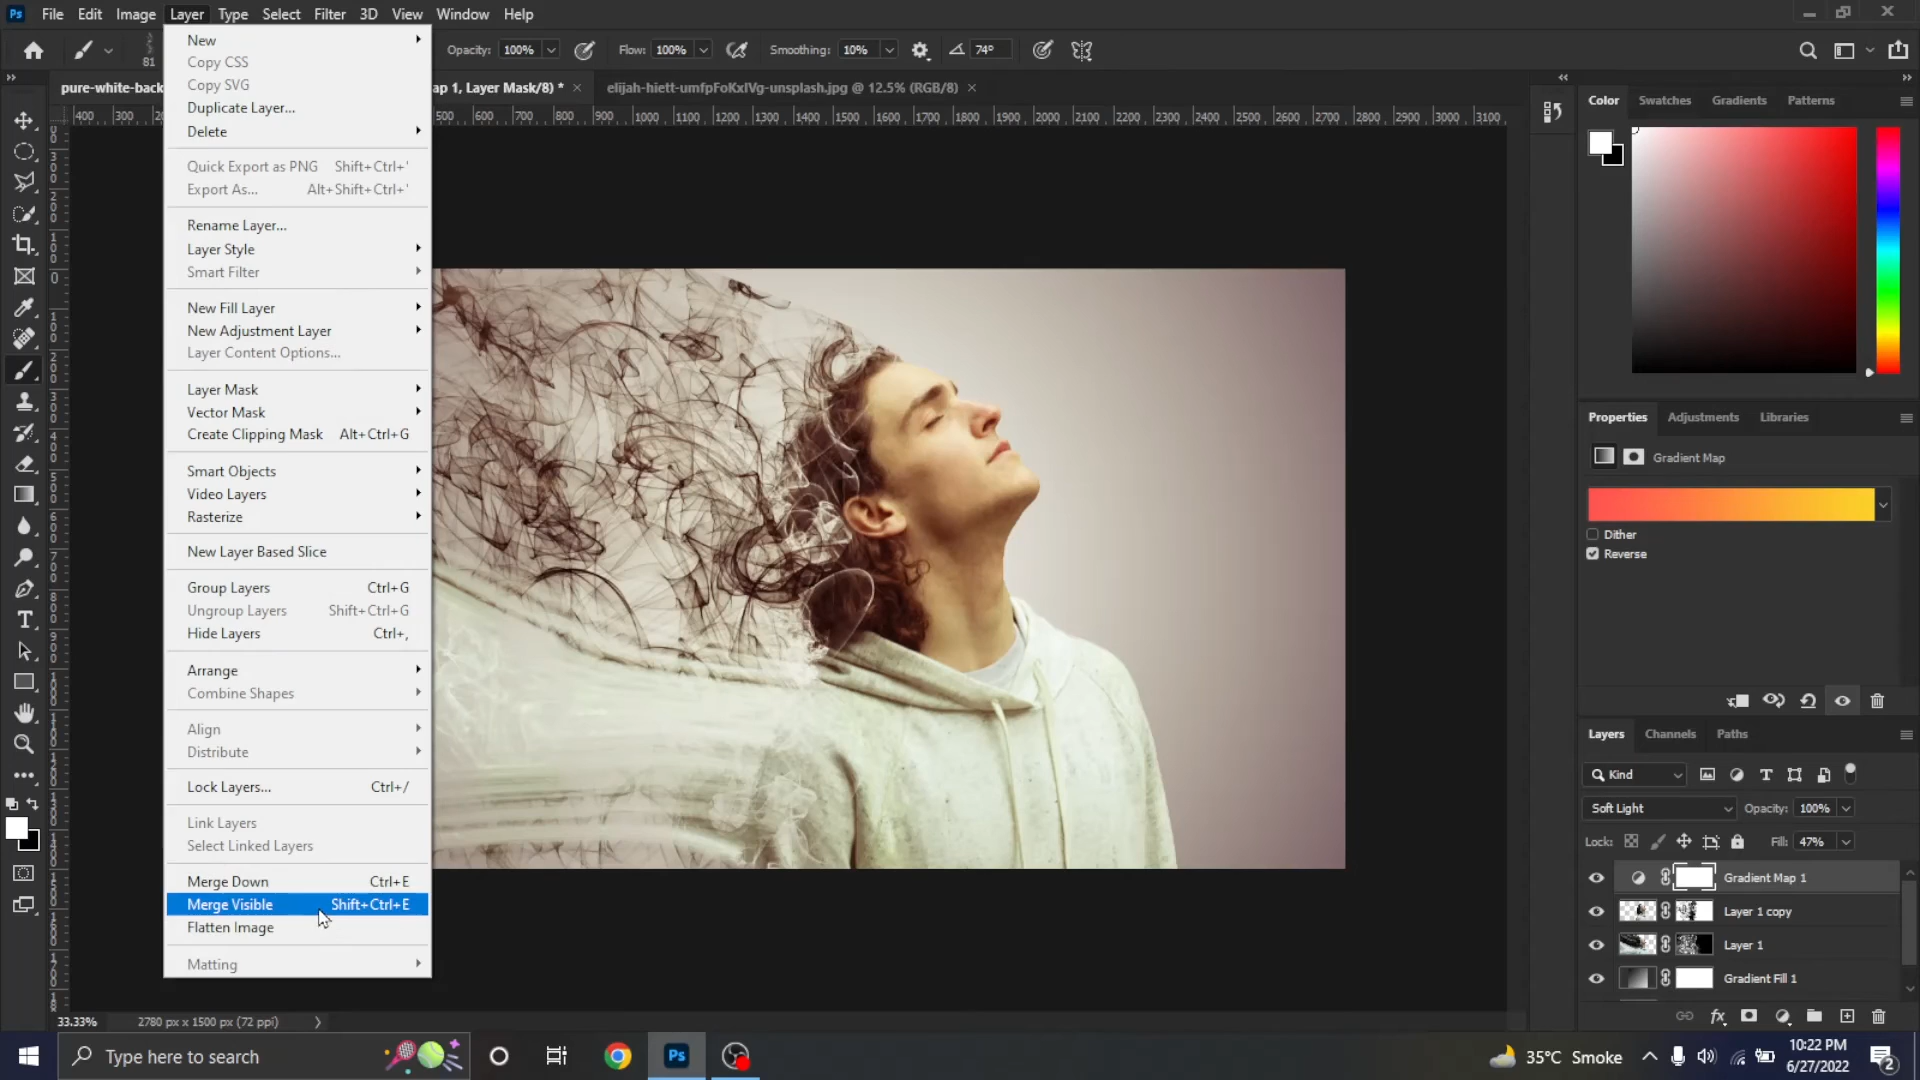 Ps File Edit Image Layer Type Select Filter 3D View Window Help
81 Opacity: 100% Flow: 100% Smoothing: 10% 74°
pure-white-back ap 1, Layer Mask/8) * × elijah-hiett-umfpFoKxIVg-unsplash.jpg @ 12.5% (RGB/8) ×
400 300 500 600 700 800 900 1000 1100 1200 1300 1400 1500 1600 1700 1800 1900 2000 2100 2200 2300 2400 2500 2600 2700 2800 2900 3000 3100
New
Copy CSS
Copy SVG
Duplicate Layer...
Delete
Quick Export as PNG Shift+Ctrl+'
Export As... Alt+Shift+Ctrl+'
Rename Layer...
Layer Style
Smart Filter
New Fill Layer
New Adjustment Layer
Layer Content Options...
Layer Mask
Vector Mask
Create Clipping Mask Alt+Ctrl+G
Smart Objects
Video Layers
Rasterize
New Layer Based Slice
Group Layers Ctrl+G
Ungroup Layers Shift+Ctrl+G
Hide Layers Ctrl+,
Arrange
Combine Shapes
Align
Distribute
Lock Layers... Ctrl+/
Link Layers
Select Linked Layers
Merge Down Ctrl+E
Merge Visible Shift+Ctrl+E
Flatten Image
Matting
Color Swatches Gradients Patterns
Properties Adjustments Libraries
Gradient Map
Dither
Reverse
Layers Channels Paths
Kind
Soft Light Opacity: 100%
Lock: Fill: 47%
Gradient Map 1
Layer 1 copy
Layer 1
Gradient Fill 1
33.33% 2780 px x 1500 px (72 ppi)
Type here to search Ps 35°C Smoke 10:22 PM
6/27/2022 2